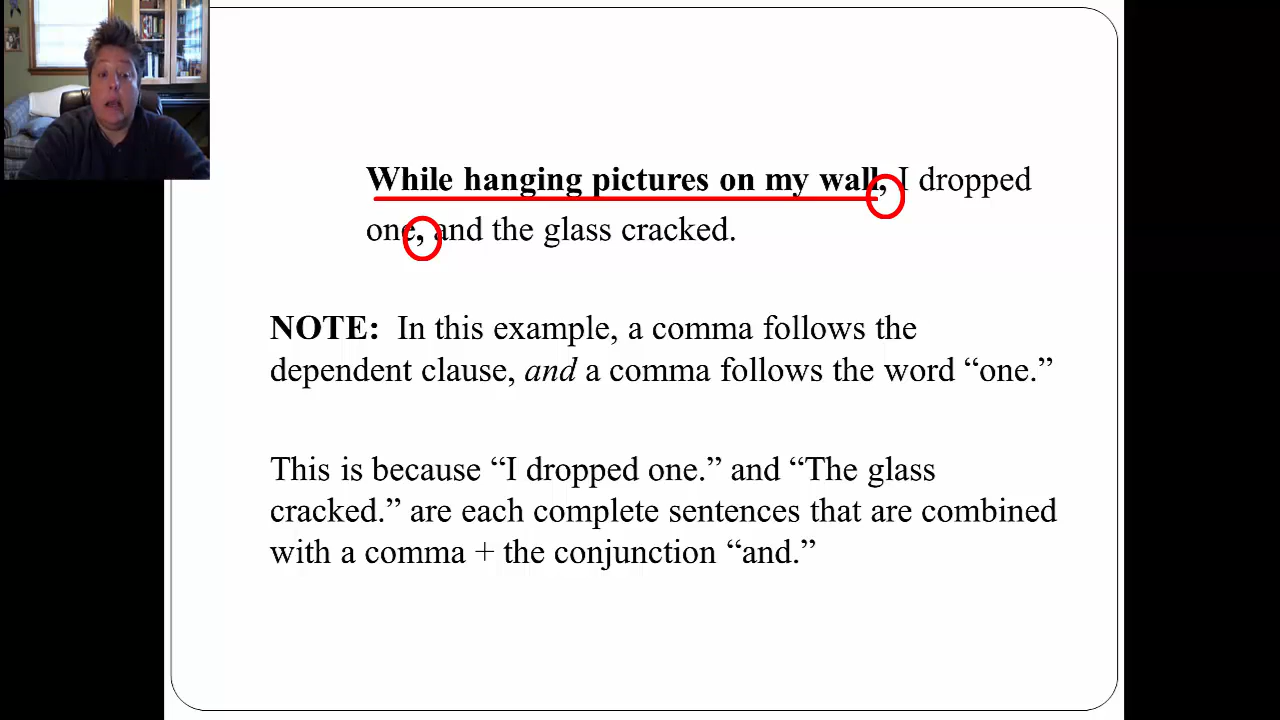 While hanging pictures on my wall, I dropped
one, and the glass cracked.
NOTE: In this example, a comma follows the
dependent clause, and a comma follows the word “one.”
This is because “I dropped one.” and “The glass
cracked.” are each complete sentences that are combined
with a comma + the conjunction “and.”